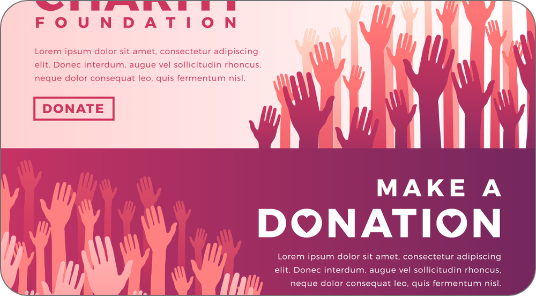 CHARITY
FOUNDATION
Lorem ipsum dolor sit amet, consectetur adipiscing
elit. Donec interdum, augue vel sollicitudin rhoncus,
neque dolor consequat leo, quis fermentum nisl.
DONATE
MAKE A
DONATION
Lorem ipsum dolor sit amet, consectetur adipiscing
elit. Donec interdum, augue vel sollicitudin rhoncus,
neque dolor consequat leo, quis fermentum nisl.